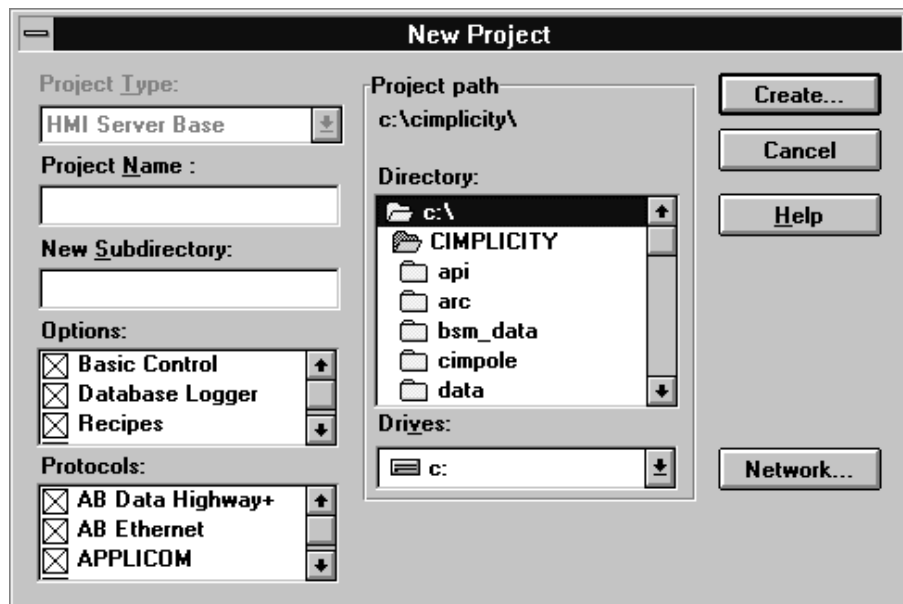 New Project
Project Type:
HMI Server Base
Project Name :
New Subdirectory:
Options:
Basic Control
Database Logger
Recipes
Protocols:
AB Data Highway+
AB Ethernet
APPLICOM
Project path
c:\cimplicity\
Directory:
c:\
CIMPLICITY
api
arc
bsm_data
cimpole
data
Drives:
c:
Create...
Cancel
Help
Network...